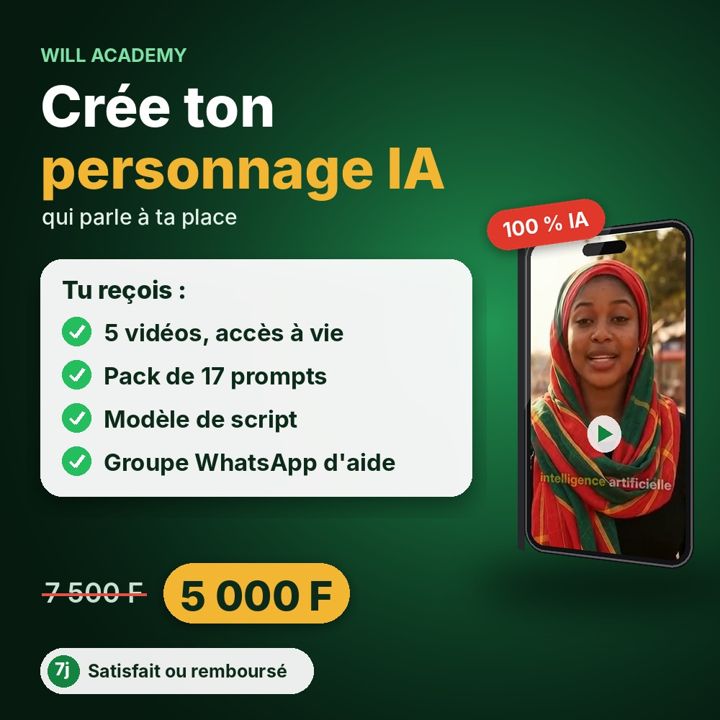 WILL ACADEMY
Crée ton
personnage IA
qui parle à ta place
100 % IA
Tu reçois :
5 vidéos, accès à vie
Pack de 17 prompts
Modèle de script
Groupe WhatsApp d'aide
intelligence artificielle
7 500 F
5 000 F
7j
Satisfait ou remboursé